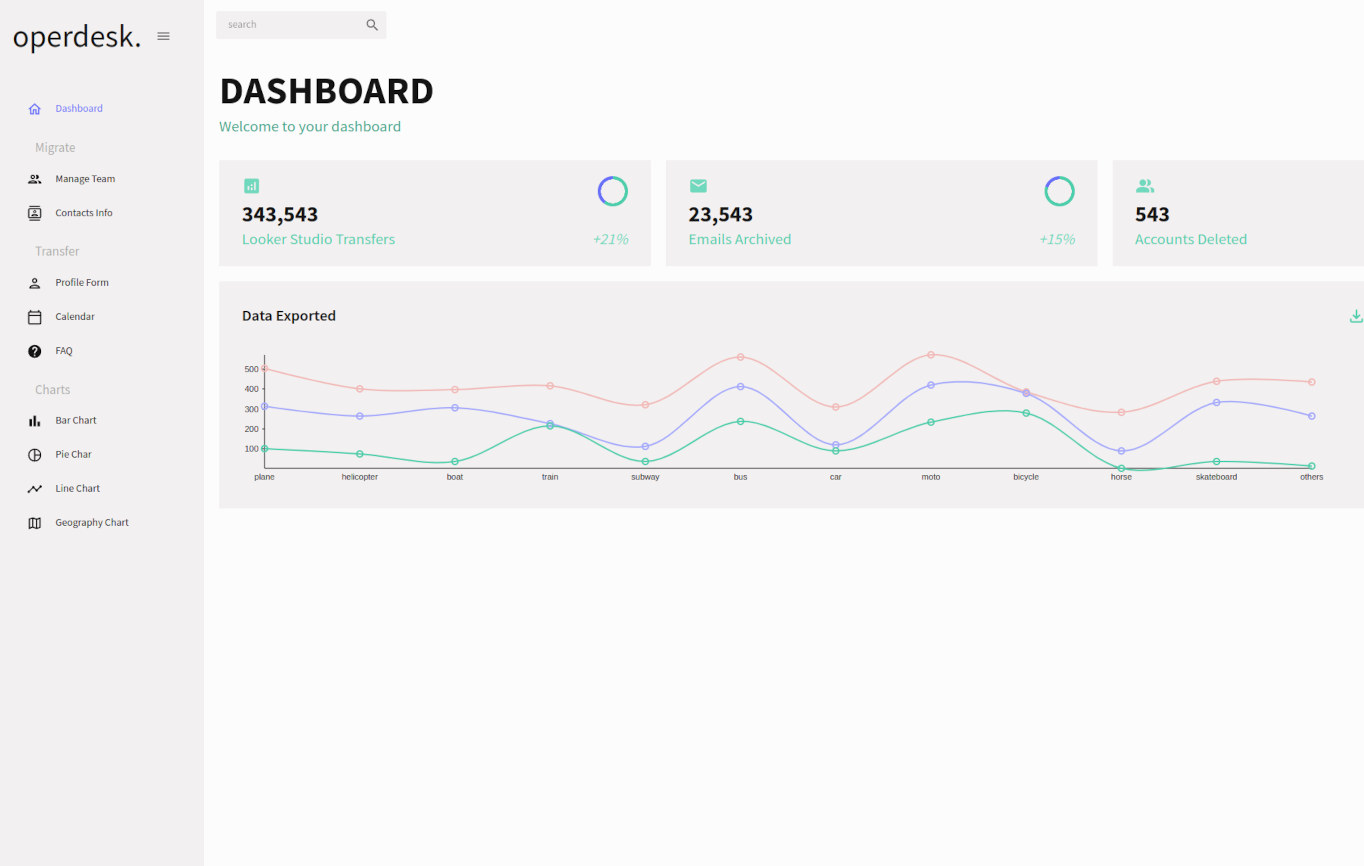 operdesk.
search
Dashboard
Migrate
Manage Team
Contacts Info
Transfer
Profile Form
Calendar
FAQ
Charts
Bar Chart
Pie Char
Line Chart
Geography Chart
DASHBOARD
Welcome to your dashboard
343,543
Looker Studio Transfers
+21%
23,543
Emails Archived
+15%
543
Accounts Deleted
Data Exported
500
400
300
200
100
plane helicopter boat train subway bus car moto bicycle horse skateboard others